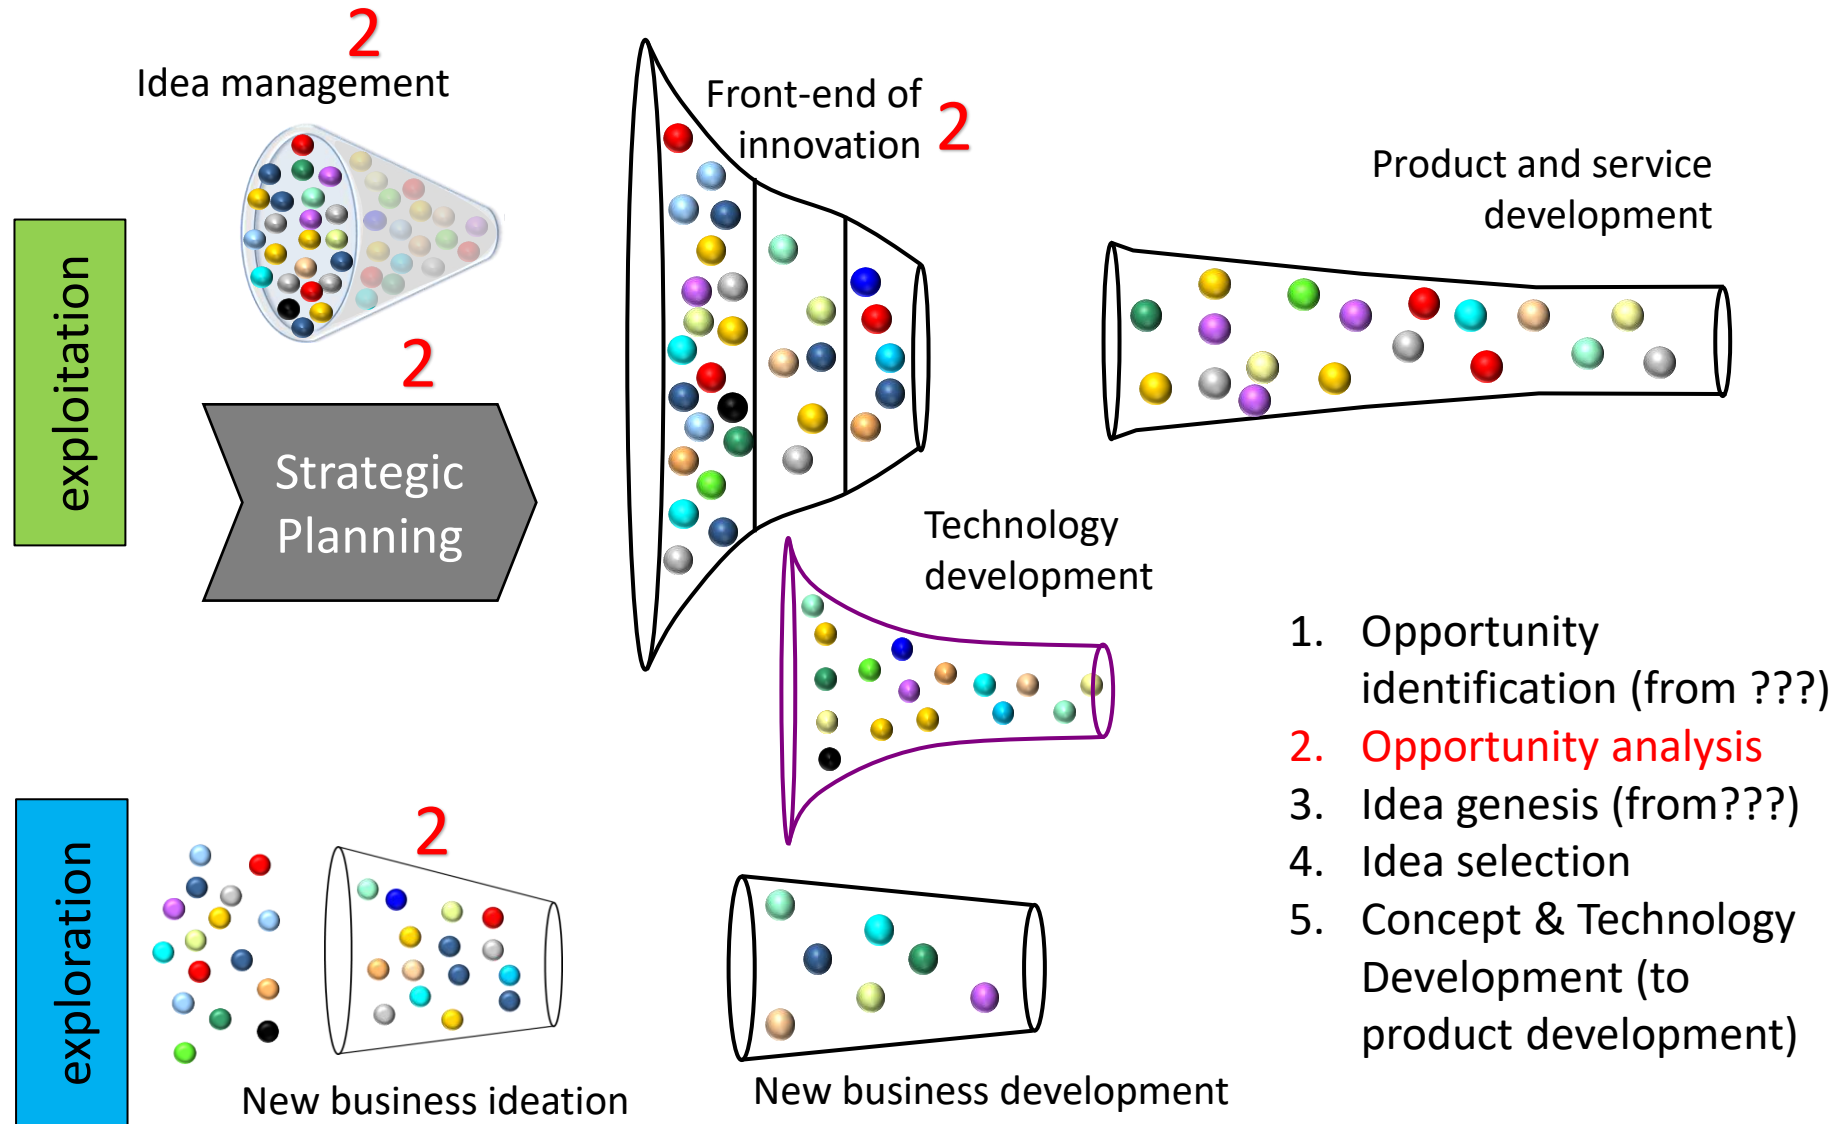 2
Idea management
Front-end of
innovation 2
Product and service
development
exploitation
2
Strategic
Planning
Technology
development
1. Opportunity
identification (from ???)
2. Opportunity analysis
3. Idea genesis (from???)
4. Idea selection
5. Concept & Technology
Development (to
product development)
exploration
2
New business ideation
New business development